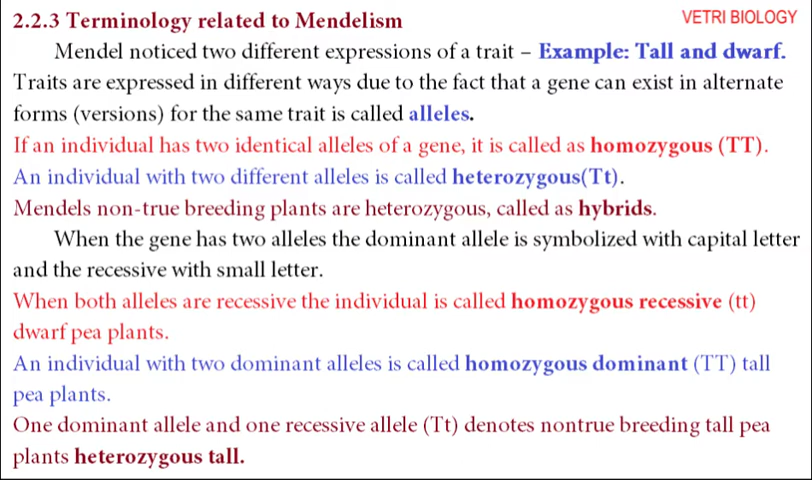 2.2.3 Terminology related to Mendelism
VETRI BIOLOGY
Mendel noticed two different expressions of a trait – Example: Tall and dwarf.
Traits are expressed in different ways due to the fact that a gene can exist in alternate
forms (versions) for the same trait is called alleles.
If an individual has two identical alleles of a gene, it is called as homozygous (TT).
An individual with two different alleles is called heterozygous(Tt).
Mendels non-true breeding plants are heterozygous, called as hybrids.
When the gene has two alleles the dominant allele is symbolized with capital letter
and the recessive with small letter.
When both alleles are recessive the individual is called homozygous recessive (tt)
dwarf pea plants.
An individual with two dominant alleles is called homozygous dominant (TT) tall
pea plants.
One dominant allele and one recessive allele (Tt) denotes nontrue breeding tall pea
plants heterozygous tall.